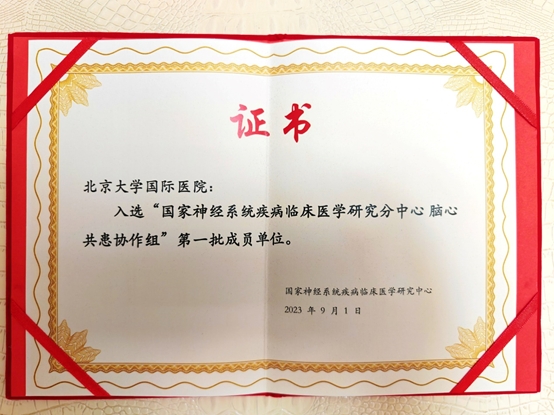 证书
北京大学国际医院：
入选“国家神经系统疾病临床医学研究分中心 脑心
共患协作组”第一批成员单位。
国家神经系统疾病临床医学研究中心
2023 年 9 月 1 日